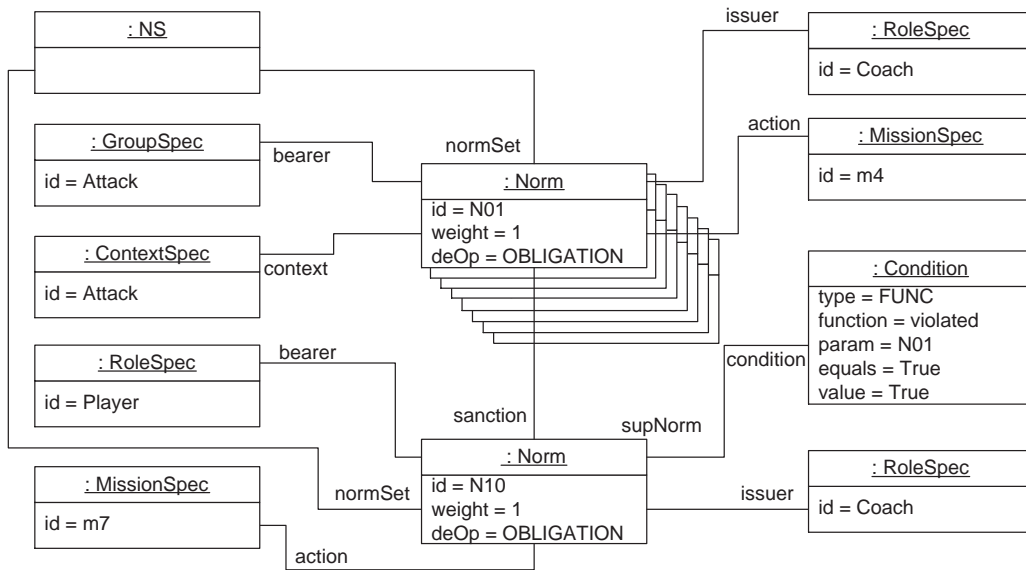 : NS
issuer
: RoleSpec
id = Coach
: GroupSpec
id = Attack
bearer
normSet
action
: MissionSpec
id = m4
: Norm
id = N01
weight = 1
deOp = OBLIGATION
: ContextSpec
id = Attack
context
: Condition
type = FUNC
function = violated
param = N01
equals = True
value = True
condition
: RoleSpec
id = Player
bearer
sanction
supNorm
: Norm
id = N10
weight = 1
deOp = OBLIGATION
normSet
: MissionSpec
id = m7
action
issuer
: RoleSpec
id = Coach